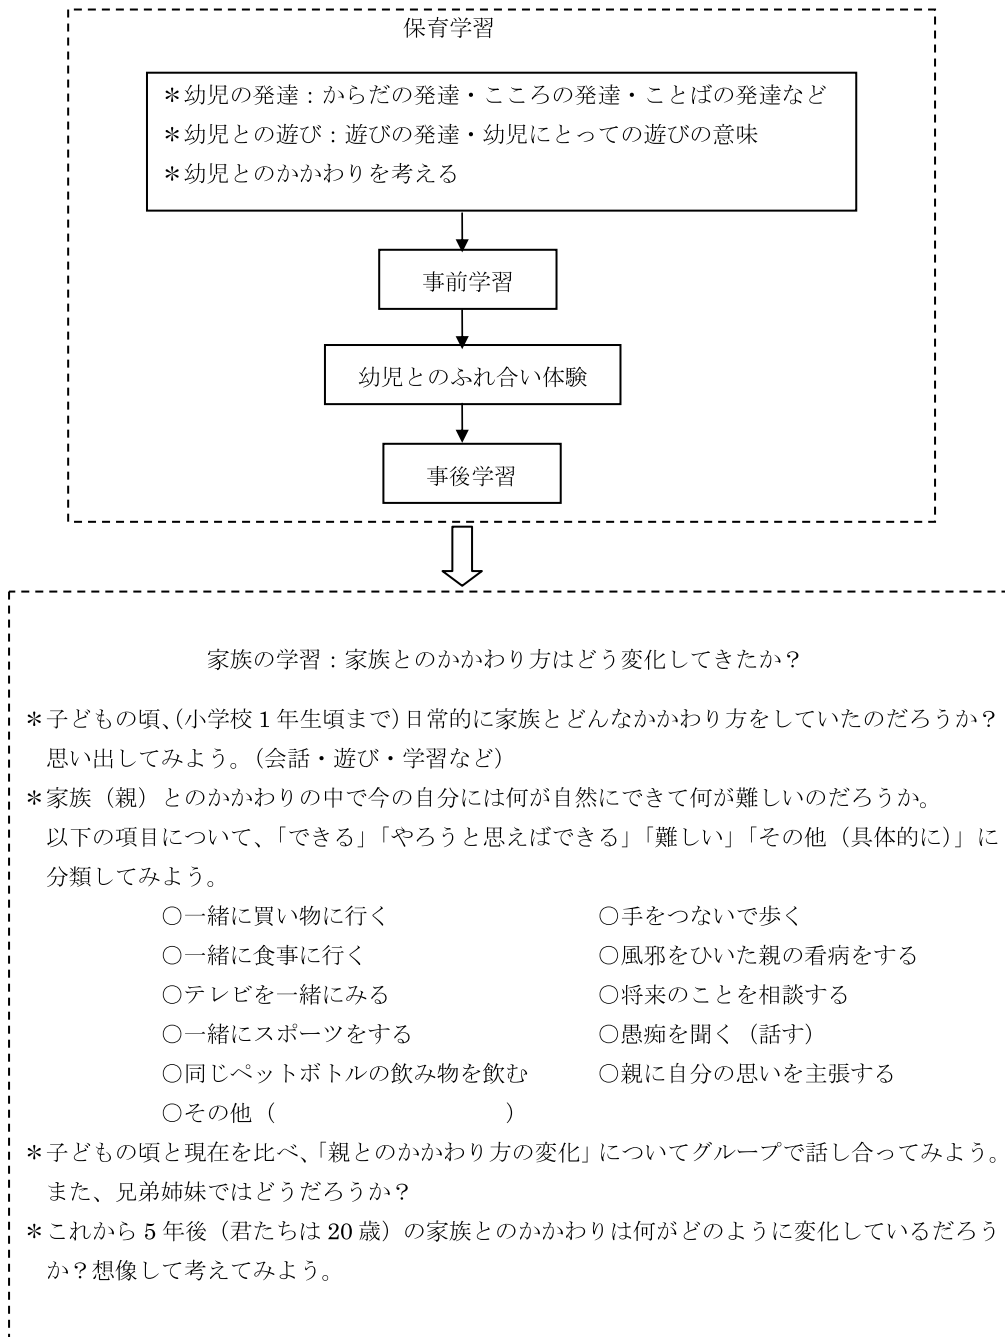 保育学習
＊幼児の発達：からだの発達・こころの発達・ことばの発達など
＊幼児との遊び：遊びの発達・幼児にとっての遊びの意味
＊幼児とのかかわりを考える
事前学習
幼児とのふれ合い体験
事後学習
家族の学習：家族とのかかわり方はどう変化してきたか？
＊子どもの頃、（小学校１年生頃まで）日常的に家族とどんなかかわり方をしていたのだろうか？
思い出してみよう。（会話・遊び・学習など）
＊家族（親）とのかかわりの中で今の自分には何が自然にできて何が難しいのだろうか。
以下の項目について、「できる」「やろうと思えばできる」「難しい」「その他（具体的に）」に
分類してみよう。
○一緒に買い物に行く ○手をつないで歩く
○一緒に食事に行く ○風邪をひいた親の看病をする
○テレビを一緒にみる ○将来のことを相談する
○一緒にスポーツをする ○愚痴を聞く（話す）
○同じペットボトルの飲み物を飲む ○親に自分の思いを主張する
○その他（　　　　　　　　　　）
＊子どもの頃と現在を比べ、「親とのかかわり方の変化」についてグループで話し合ってみよう。
また、兄弟姉妹ではどうだろうか？
＊これから 5 年後（君たちは 20 歳）の家族とのかかわりは何がどのように変化しているだろう
か？想像して考えてみよう。